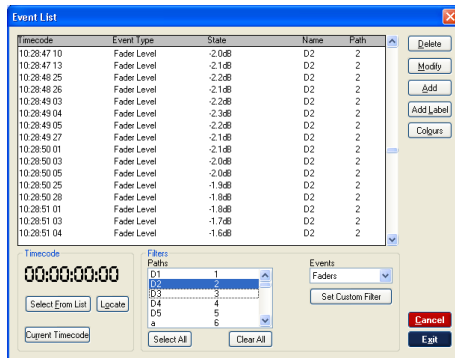 Event List
Timecode Event Type State Name Path
10:28:47 10 Fader Level -2.0dB D2 2
10:28:47 13 Fader Level -2.1dB D2 2
10:28:48 25 Fader Level -2.2dB D2 2
10:28:48 26 Fader Level -2.1dB D2 2
10:28:49 03 Fader Level -2.2dB D2 2
10:28:49 04 Fader Level -2.3dB D2 2
10:28:49 05 Fader Level -2.2dB D2 2
10:28:49 27 Fader Level -2.1dB D2 2
10:28:50 01 Fader Level -2.1dB D2 2
10:28:50 03 Fader Level -2.0dB D2 2
10:28:50 05 Fader Level -2.0dB D2 2
10:28:50 25 Fader Level -1.9dB D2 2
10:28:50 28 Fader Level -1.8dB D2 2
10:28:51 01 Fader Level -1.8dB D2 2
10:28:51 03 Fader Level -1.7dB D2 2
10:28:51 04 Fader Level -1.6dB D2 2
Delete
Modify
Add
Add Label
Colours
Timecode
00:00:00:00
Select From List Locate
Current Timecode
Filters
Paths
D1 1
D2 2
D3 3
D4 4
D5 5
a 6
Select All Clear All
Events
Faders
Set Custom Filter
Cancel
Exit